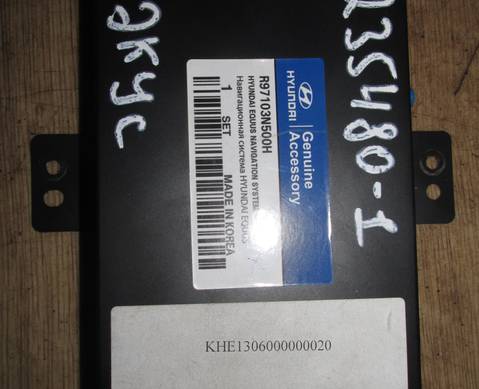 Экус
235480-1
HYUNDAI
Genuine
Accessory
R97103N500H
HYUNDAI EQUUS NAVIGATION SYSTEM
Навигационная система HYUNDAI EQUUS
1 SET MADE IN KOREA
KHE1306000000020